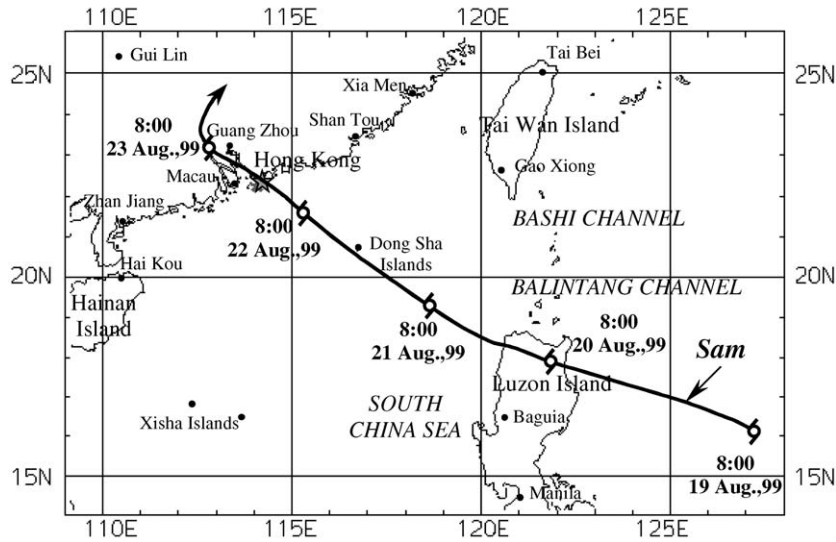 110E 115E 120E 125E
25N 25N
Gui Lin
Tai Bei
Xia Men
Shan Tou
Tai Wan Island
8:00
23 Aug.,99
Guang Zhou
Hong Kong
Macau
Gao Xiong
Zhan Jiang
8:00
22 Aug.,99
BASHI CHANNEL
Dong Sha
Islands
Hai Kou
20N 20N
BALINTANG CHANNEL
Hainan
Island
8:00
21 Aug.,99
8:00
20 Aug.,99
Sam
Luzon Island
SOUTH
CHINA SEA
Xisha Islands
Baguia
8:00
19 Aug.,99
15N 15N
Manila
110E 115E 120E 125E